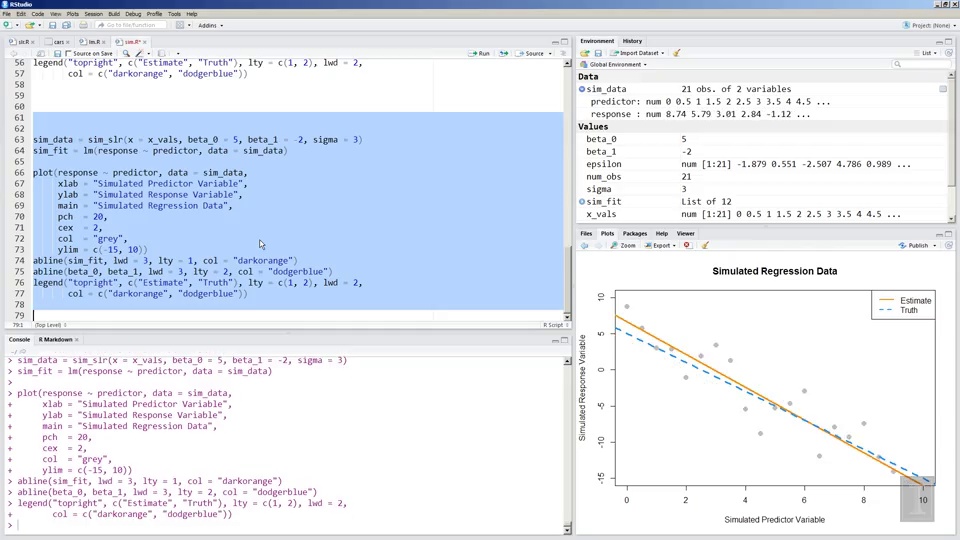 RStudio
File Edit Code View Plots Session Build Debug Profile Tools Help
Go to file/function
Addins
Project: (None)
slr.R cars lm.R sim.R*
Source on Save
Run
Source
56 legend("topright", c("Estimate", "Truth"), lty = c(1, 2), lwd = 2,
57 col = c("darkorange", "dodgerblue"))
58
59
60
61
62
63 sim_data = sim_slr(x = x_vals, beta_0 = 5, beta_1 = -2, sigma = 3)
64 sim_fit = lm(response ~ predictor, data = sim_data)
65
66 plot(response ~ predictor, data = sim_data,
67 xlab = "Simulated Predictor Variable",
68 ylab = "Simulated Response Variable",
69 main = "Simulated Regression Data",
70 pch = 20,
71 cex = 2,
72 col = "grey",
73 ylim = c(-15, 10))
74 abline(sim_fit, lwd = 3, lty = 1, col = "darkorange")
75 abline(beta_0, beta_1, lwd = 3, lty = 2, col = "dodgerblue")
76 legend("topright", c("Estimate", "Truth"), lty = c(1, 2), lwd = 2,
77 col = c("darkorange", "dodgerblue"))
78
79
79:1 (Top Level) R Script
Console R Markdown
~/
> sim_data = sim_slr(x = x_vals, beta_0 = 5, beta_1 = -2, sigma = 3)
> sim_fit = lm(response ~ predictor, data = sim_data)
>
> plot(response ~ predictor, data = sim_data,
+ xlab = "Simulated Predictor Variable",
+ ylab = "Simulated Response Variable",
+ main = "Simulated Regression Data",
+ pch = 20,
+ cex = 2,
+ col = "grey",
+ ylim = c(-15, 10))
> abline(sim_fit, lwd = 3, lty = 1, col = "darkorange")
> abline(beta_0, beta_1, lwd = 3, lty = 2, col = "dodgerblue")
> legend("topright", c("Estimate", "Truth"), lty = c(1, 2), lwd = 2,
+ col = c("darkorange", "dodgerblue"))
>
Environment History
Import Dataset
List
Global Environment
Data
sim_data 21 obs. of 2 variables
predictor: num 0 0.5 1 1.5 2 2.5 3 3.5 4 4.5 ...
response : num 8.74 5.79 3.01 2.84 -1.12 ...
Values
beta_0 5
beta_1 -2
epsilon num [1:21] -1.879 0.551 -2.507 4.786 0.989 ...
num_obs 21
sigma 3
sim_fit List of 12
x_vals num [1:21] 0 0.5 1 1.5 2 2.5 3 3.5 4 4.5 ...
Files Plots Packages Help Viewer
Zoom Export Publish
Simulated Regression Data
Estimate
Truth
10
5
0
-5
-10
-15
Simulated Response Variable
0 2 4 6 8 10
Simulated Predictor Variable